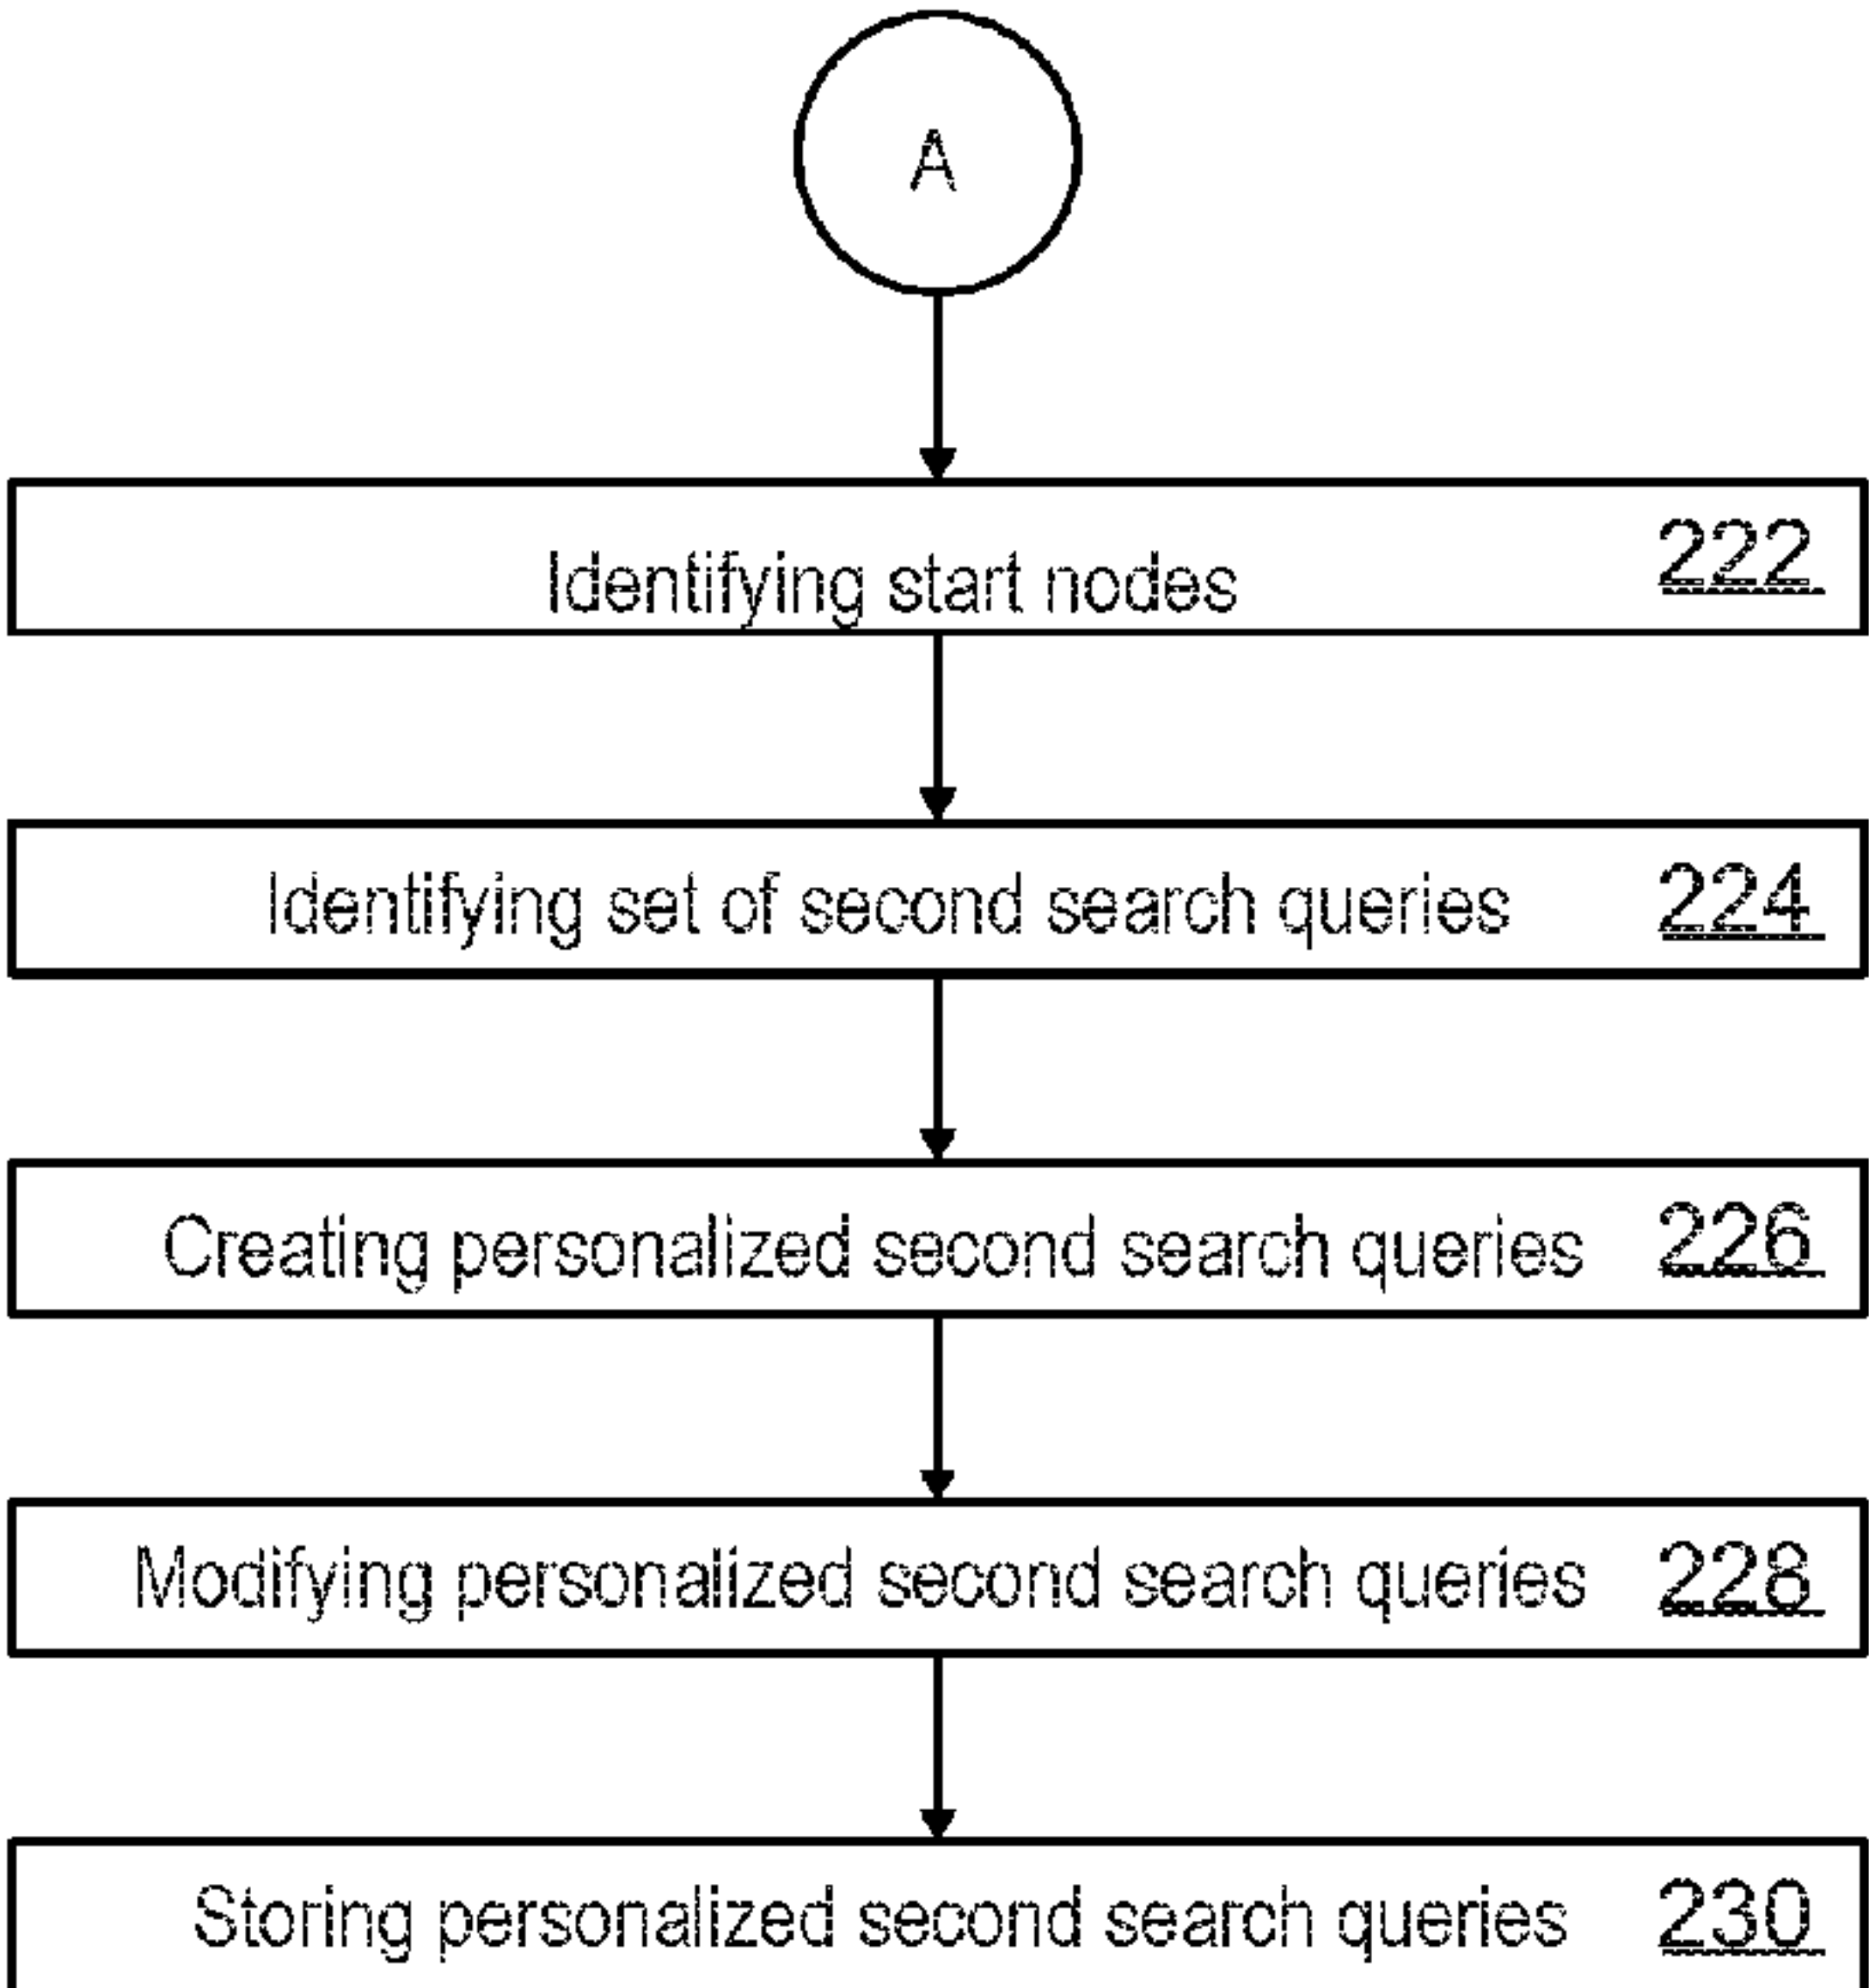 A
Identifying start nodes 222
Identifying set of second search queries 224
Creating personalized second search queries 226
Modifying personalized second search queries 228
Storing personalized second search queries 230